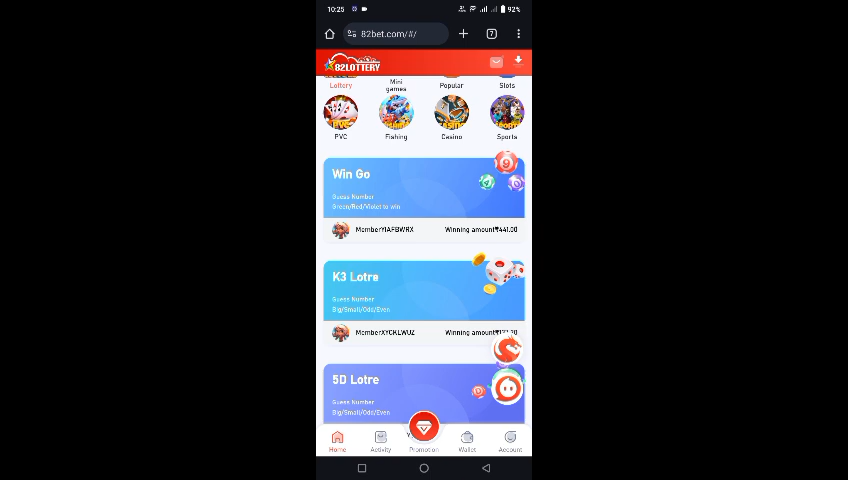 10:25
92%
82bet.com/#/
7
82LOTTERY
Lottery
Mini games
Popular
Slots
PVC
Fishing
Casino
Sports
Win Go
Guess Number
Green/Red/Violet to win
MemberYIAFBWRX
Winning amount₹441.00
K3 Lotre
Guess Number
Big/Small/Odd/Even
MemberXYCKLWUZ
Winning amount
5D Lotre
Guess Number
Big/Small/Odd/Even
Home
Activity
Promotion
Wallet
Account